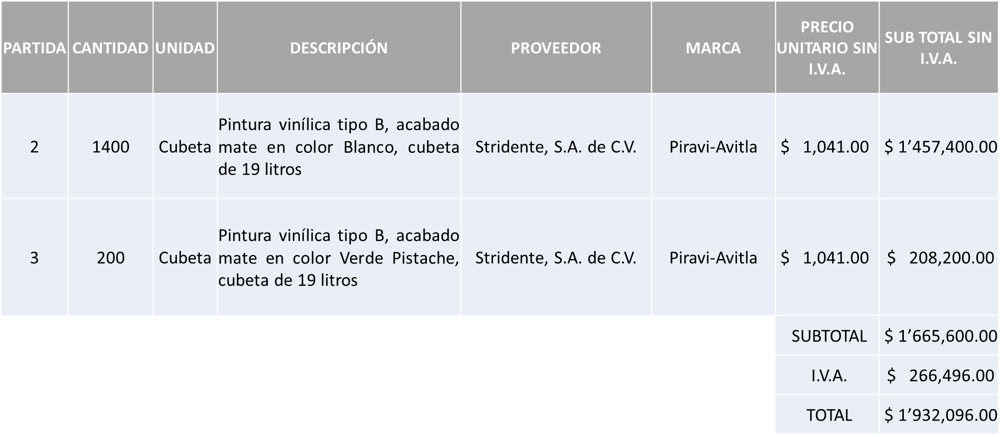 PARTIDA CANTIDAD UNIDAD DESCRIPCIÓN PROVEEDOR MARCA PRECIO UNITARIO SIN I.V.A. SUB TOTAL SIN I.V.A.
2 1400 Cubeta Pintura vinílica tipo B, acabado
mate en color Blanco, cubeta
de 19 litros
Stridente, S.A. de C.V. Piravi-Avitla $ 1,041.00 $ 1’457,400.00
3 200 Cubeta Pintura vinílica tipo B, acabado
mate en color Verde Pistache,
cubeta de 19 litros
Stridente, S.A. de C.V. Piravi-Avitla $ 1,041.00 $ 208,200.00
SUBTOTAL $ 1’665,600.00
I.V.A. $ 266,496.00
TOTAL $ 1’932,096.00